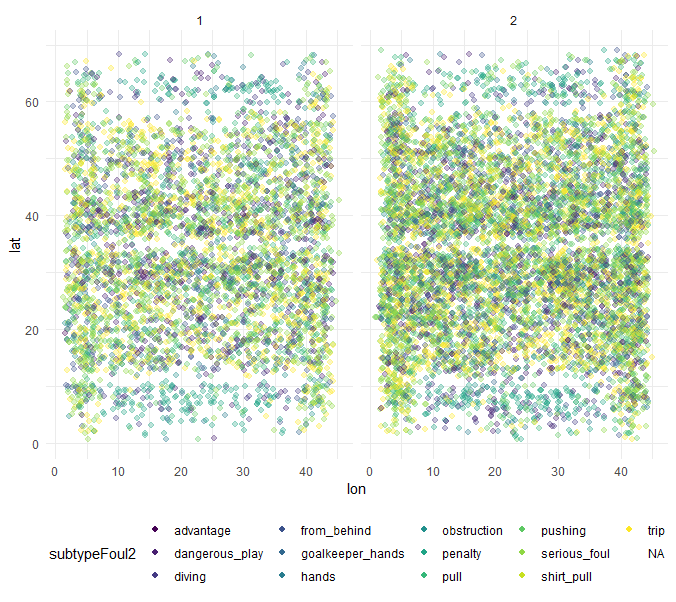 1 2
60
40
20
0
lat
0 10 20 30 40 0 10 20 30 40
lon
subtypeFoul2
advantage from_behind obstruction pushing trip
dangerous_play goalkeeper_hands penalty serious_foul NA
diving hands pull shirt_pull